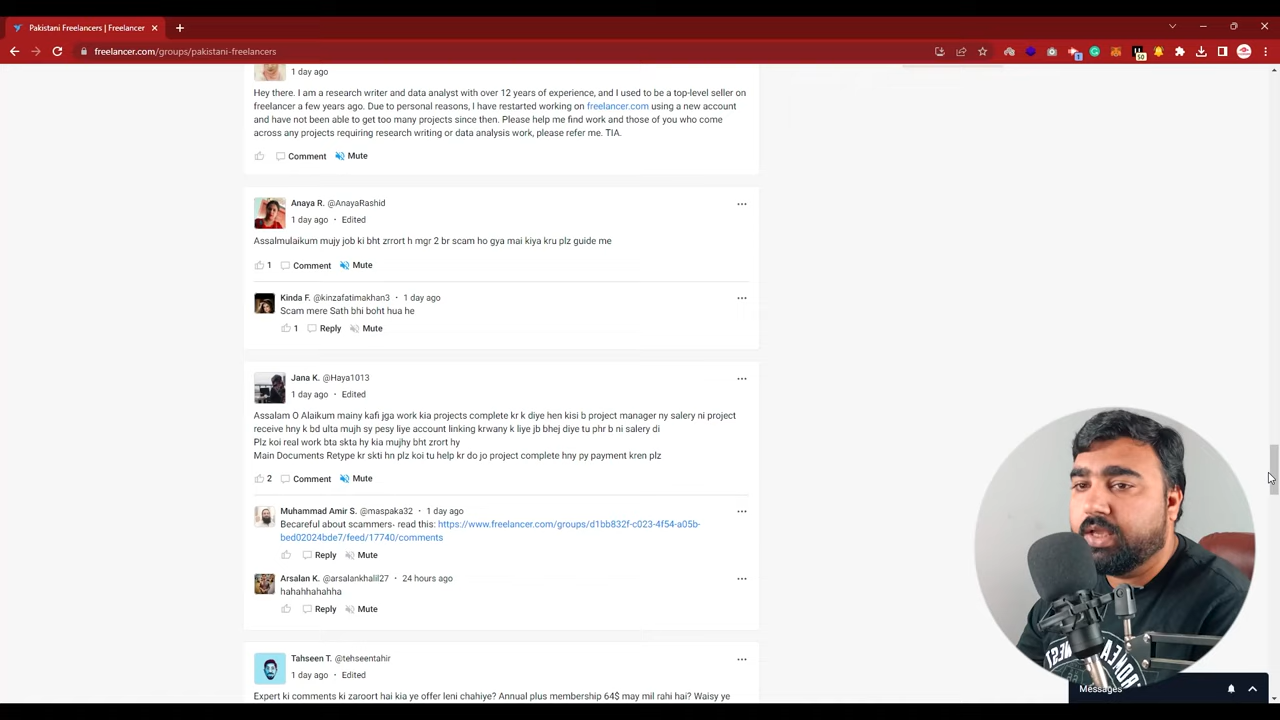 Pakistani Freelancers | Freelancer
freelancer.com/groups/pakistani-freelancers
1
50
1 day ago
Hey there. I am a research writer and data analyst with over 12 years of experience, and I used to be a top-level seller on
freelancer a few years ago. Due to personal reasons, I have restarted working on freelancer.com using a new account
and have not been able to get too many projects since then. Please help me find work and those of you who come
across any projects requiring research writing or data analysis work, please refer me. TIA.
Comment Mute
Anaya R. @AnayaRashid
1 day ago · Edited
Assalmulaikum mujy job ki bht zrrort h mgr 2 br scam ho gya mai kiya kru plz guide me
1 Comment Mute
Kinda F. @kinzafatimakhan3 · 1 day ago
Scam mere Sath bhi boht hua he
1 Reply Mute
Jana K. @Haya1013
1 day ago · Edited
Assalam O Alaikum mainy kafi jga work kia projects complete kr k diye hen kisi b project manager ny salery ni project
receive hny k bd ulta mujh sy pesy liye account linking krwany k liye jb bhej diye tu phr b ni salery di
Plz koi real work bta skta hy kia mujhy bht zrort hy
Main Documents Retype kr skti hn plz koi tu help kr do jo project complete hny py payment kren plz
2 Comment Mute
Muhammad Amir S. @maspaka32 · 1 day ago
Becareful about scammers- read this: https://www.freelancer.com/groups/d1bb832f-c023-4f54-a05b-
bed02024bde7/feed/17740/comments
Reply Mute
Arsalan K. @arsalankhalil27 · 24 hours ago
hahahhahahha
Reply Mute
Tahseen T. @tehseentahir
1 day ago · Edited
Expert ki comments ki zaroort hai kia ye offer leni chahiye? Annual plus membership 64$ may mil rahi hai? Waisy ye
Messages